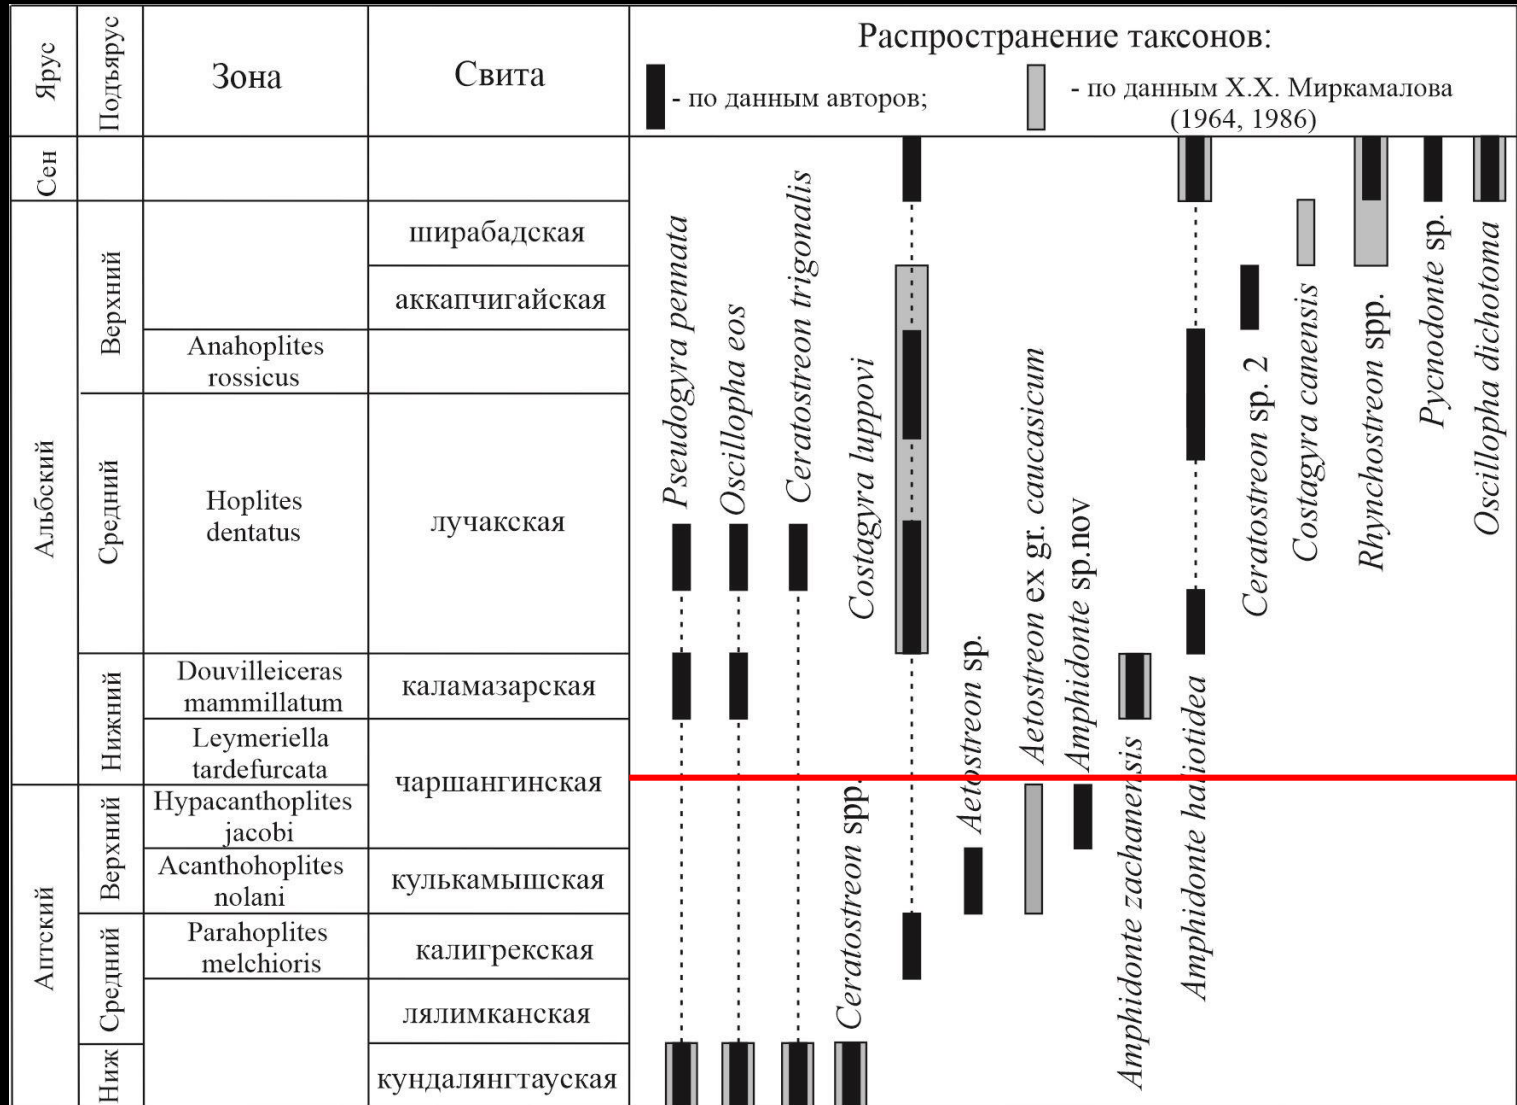 Ярус
Подъярус
Зона
Свита
Распространение таксонов:
- по данным авторов;
- по данным Х.Х. Миркамалова
(1964, 1986)
Сен
Альбский
Аптский
Верхний
Средний
Нижний
Верхний
Средний
Ниж
Anahoplites
rossicus
Hoplites
dentatus
Douvilleiceras
mammillatum
Leymeriella
tardefurcata
Hypacanthoplites
jacobi
Acanthohoplites
nolani
Parahoplites
melchioris
ширабадская
аккапчигайская
лучакская
каламазарская
чаршангинская
кулькамышская
калигрекская
лялимканская
кундалянгтауская
Pseudogyra pennata
Oscillopha eos
Ceratostreon trigonalis
Ceratostreon spp.
Costagyra luppovi
Aetostreon sp.
Aetostreon ex gr. caucasicum
Amphidonte sp.nov
Amphidonte zachanensis
Amphidonte haliotidea
Ceratostreon sp. 2
Costagyra canensis
Rhynchostreon spp.
Pycnodonte sp.
Oscillopha dichotoma